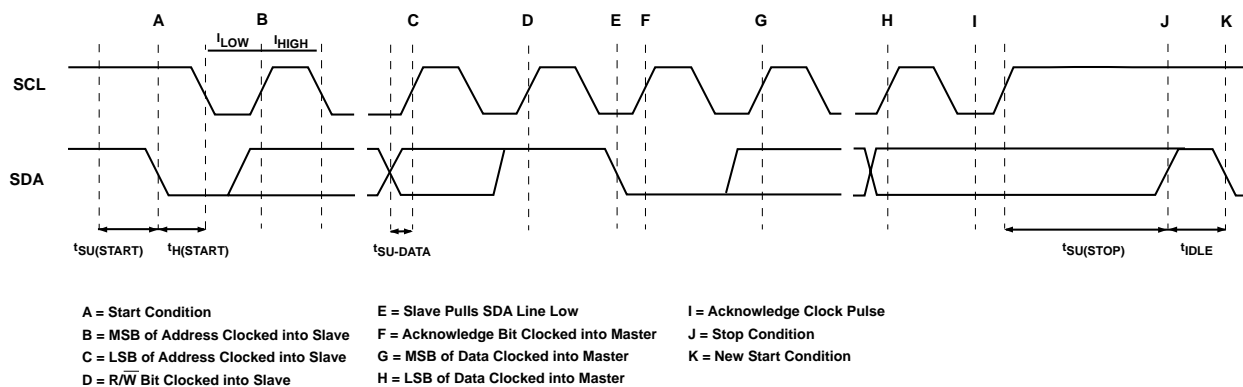 A B C D E F G H I J K
ILOW IHIGH
SCL
SDA
tSU(START) tH(START) tSU-DATA tSU(STOP) tIDLE
A = Start Condition
B = MSB of Address Clocked into Slave
C = LSB of Address Clocked into Slave
D = R/W̅ Bit Clocked into Slave
E = Slave Pulls SDA Line Low
F = Acknowledge Bit Clocked into Master
G = MSB of Data Clocked into Master
H = LSB of Data Clocked into Master
I = Acknowledge Clock Pulse
J = Stop Condition
K = New Start Condition